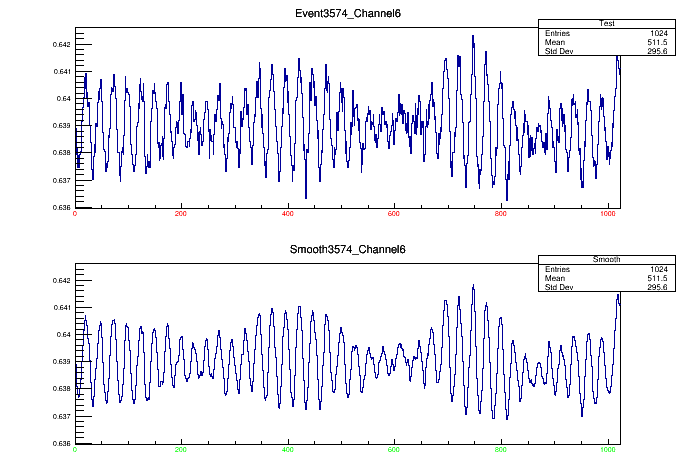 Event3574_Channel6
Test
Entries 1024
Mean 511.5
Std Dev 295.6
0.642
0.641
0.64
0.639
0.638
0.637
0.636
0 200 400 600 800 1000
Smooth3574_Channel6
Smooth
Entries 1024
Mean 511.5
Std Dev 295.6
0.642
0.641
0.64
0.639
0.638
0.637
0.636
0 200 400 600 800 1000